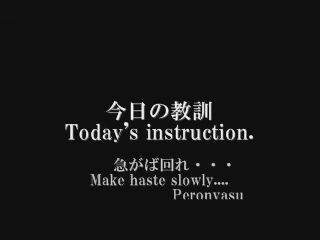 今日の教訓
Today's instruction.
急がば回れ・・・
Make haste slowly....
Peronyasu